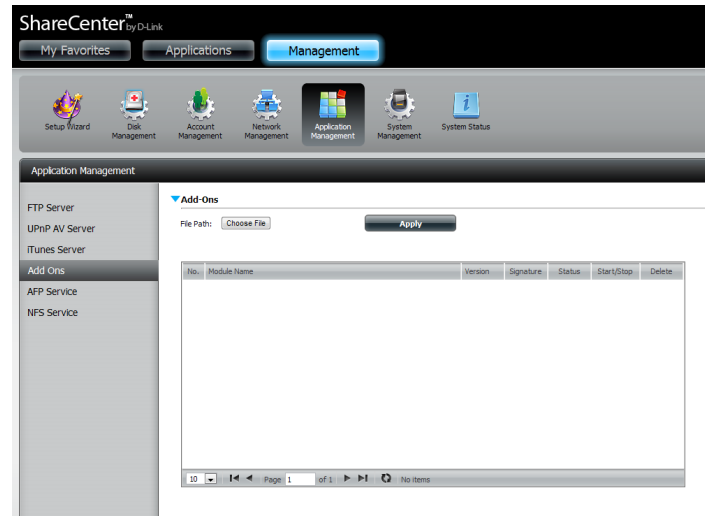 ShareCenter™ by D-Link
My Favorites Applications Management
Setup Wizard Disk Management Account Management Network Management Application Management System Management System Status
Application Management
FTP Server
UPnP AV Server
iTunes Server
Add Ons
AFP Service
NFS Service
Add-Ons
File Path: Choose File Apply
No. Module Name Version Signature Status Start/Stop Delete
10 Page 1 of 1 No items